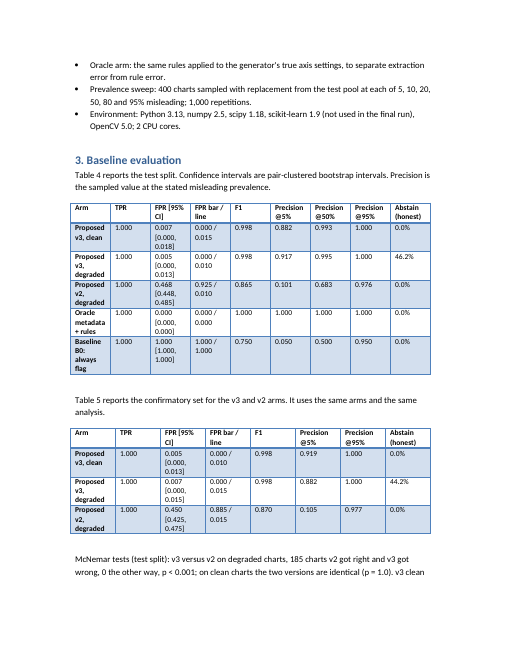 • Oracle arm: the same rules applied to the generator's true axis settings, to separate extraction
error from rule error.
• Prevalence sweep: 400 charts sampled with replacement from the test pool at each of 5, 10, 20,
50, 80 and 95% misleading; 1,000 repetitions.
• Environment: Python 3.13, numpy 2.5, scipy 1.18, scikit-learn 1.9 (not used in the final run),
OpenCV 5.0; 2 CPU cores.
3. Baseline evaluation
Table 4 reports the test split. Confidence intervals are pair-clustered bootstrap intervals. Precision is
the sampled value at the stated misleading prevalence.
Arm TPR FPR [95% CI] FPR bar / line F1 Precision @5% Precision @50% Precision @95% Abstain (honest)
Proposed v3, clean 1.000 0.007 [0.000, 0.018] 0.000 / 0.015 0.998 0.882 0.993 1.000 0.0%
Proposed v3, degraded 1.000 0.005 [0.000, 0.013] 0.000 / 0.010 0.998 0.917 0.995 1.000 46.2%
Proposed v2, degraded 1.000 0.468 [0.448, 0.485] 0.925 / 0.010 0.865 0.101 0.683 0.976 0.0%
Oracle metadata + rules 1.000 0.000 [0.000, 0.000] 0.000 / 0.000 1.000 1.000 1.000 1.000 0.0%
Baseline B0: always flag 1.000 1.000 [1.000, 1.000] 1.000 / 1.000 0.750 0.050 0.500 0.950 0.0%
Table 5 reports the confirmatory set for the v3 and v2 arms. It uses the same arms and the same
analysis.
Arm TPR FPR [95% CI] FPR bar / line F1 Precision @5% Precision @95% Abstain (honest)
Proposed v3, clean 1.000 0.005 [0.000, 0.013] 0.000 / 0.010 0.998 0.919 1.000 0.0%
Proposed v3, degraded 1.000 0.007 [0.000, 0.015] 0.000 / 0.015 0.998 0.882 1.000 44.2%
Proposed v2, degraded 1.000 0.450 [0.425, 0.475] 0.885 / 0.015 0.870 0.105 0.977 0.0%
McNemar tests (test split): v3 versus v2 on degraded charts, 185 charts v2 got right and v3 got
wrong, 0 the other way, p < 0.001; on clean charts the two versions are identical (p = 1.0). v3 clean